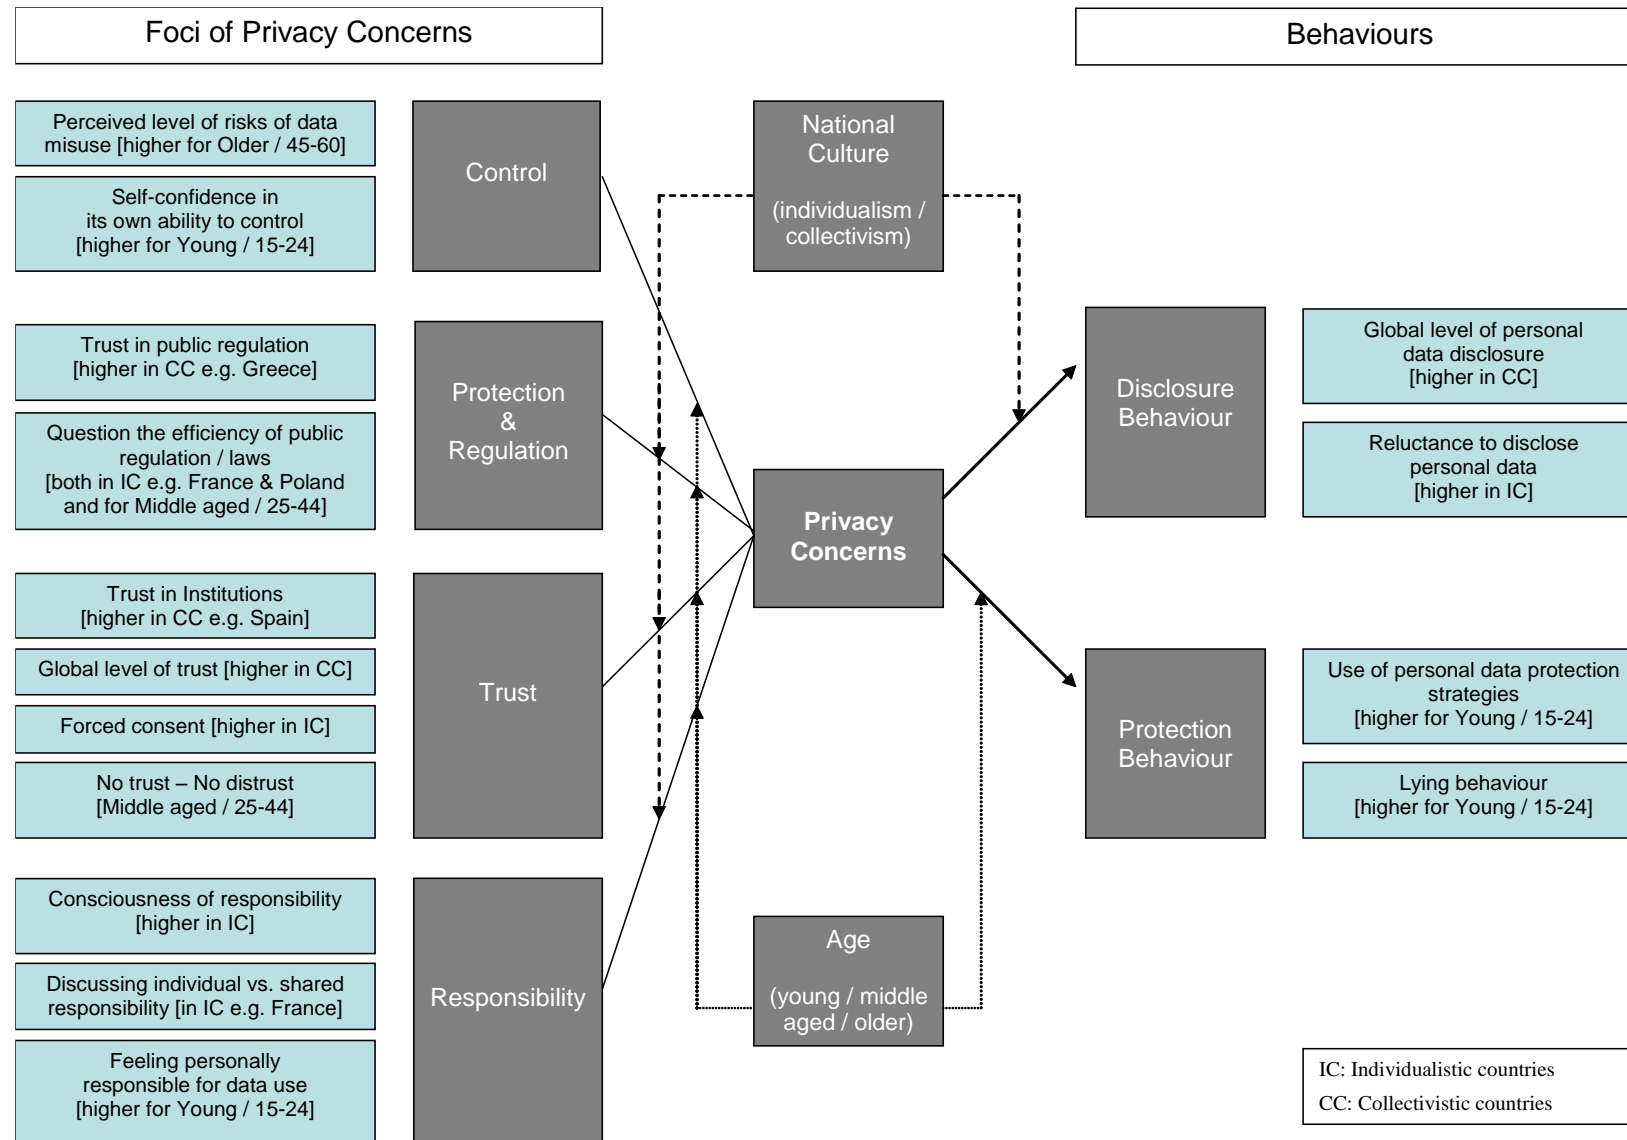 Foci of Privacy Concerns
Behaviours
Perceived level of risks of data
misuse [higher for Older / 45-60]
Self-confidence in
its own ability to control
[higher for Young / 15-24]
Control
National
Culture
(individualism /
collectivism)
Trust in public regulation
[higher in CC e.g. Greece]
Question the efficiency of public
regulation / laws
[both in IC e.g. France & Poland
and for Middle aged / 25-44]
Protection
&
Regulation
Disclosure
Behaviour
Global level of personal
data disclosure
[higher in CC]
Reluctance to disclose
personal data
[higher in IC]
Privacy
Concerns
Trust in Institutions
[higher in CC e.g. Spain]
Global level of trust [higher in CC]
Forced consent [higher in IC]
No trust – No distrust
[Middle aged / 25-44]
Trust
Protection
Behaviour
Use of personal data protection
strategies
[higher for Young / 15-24]
Lying behaviour
[higher for Young / 15-24]
Consciousness of responsibility
[higher in IC]
Discussing individual vs. shared
responsibility [in IC e.g. France]
Feeling personally
responsible for data use
[higher for Young / 15-24]
Responsibility
Age
(young / middle
aged / older)
IC: Individualistic countries
CC: Collectivistic countries